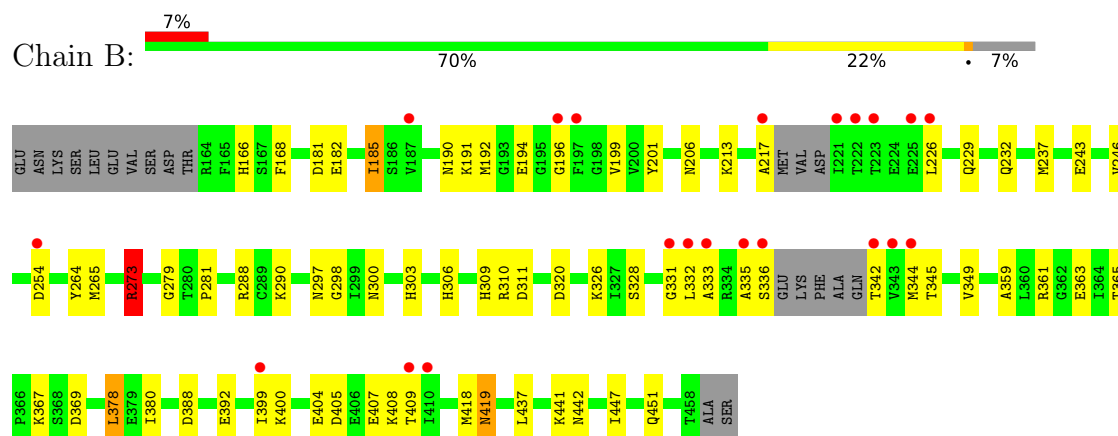 7%
Chain B:
70% 22% • 7%
GLU ASN LYS SER LEU GLU VAL SER ASP THR R164 F165 H166 S167 F168 D181 E182 I185 S186 V187 N190 K191 M192 G193 E194 G195 G196 F197 G198 V199 V200 Y201 N206 K213 A217 MET VAL ASP I221 T222 T223 E224 E225 L226 Q229 Q232 M237 E243 V246
D254 Y264 M265 R273 G279 T280 P281 R288 C289 K290 N297 G298 I299 N300 H303 H306 H309 R310 D311 D320 K326 I327 S328 G331 L332 A333 R334 A335 S336 GLU LYS PHE ALA GLN T342 V343 M344 T345 V349 A359 L360 R361 G362 E363 I364 T365
P366 K367 S368 D369 L378 E379 I380 D388 E392 I399 K400 E404 D405 E406 E407 K408 T409 I410 M418 N419 L437 K441 N442 I447 Q451 T458 ALA SER